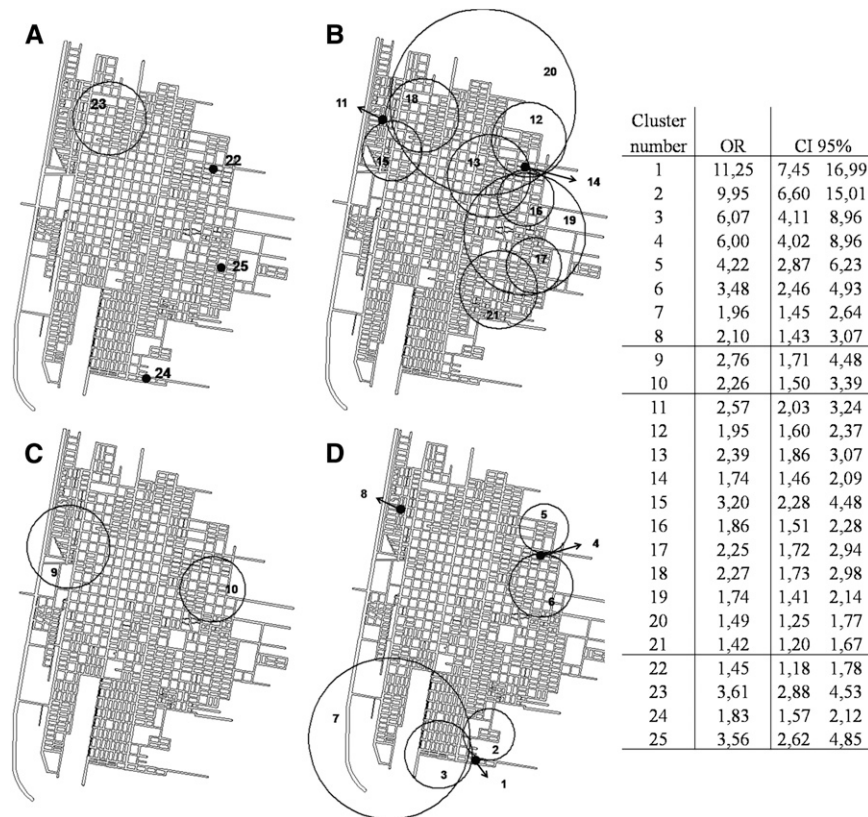 A
23
22
25
24
B
20
11
18
12
15
13
14
16
19
17
21
C
9
10
D
8
5
4
6
7
2
3
1
Cluster
number OR CI 95%
1 11,25 7,45 16,99
2 9,95 6,60 15,01
3 6,07 4,11 8,96
4 6,00 4,02 8,96
5 4,22 2,87 6,23
6 3,48 2,46 4,93
7 1,96 1,45 2,64
8 2,10 1,43 3,07
9 2,76 1,71 4,48
10 2,26 1,50 3,39
11 2,57 2,03 3,24
12 1,95 1,60 2,37
13 2,39 1,86 3,07
14 1,74 1,46 2,09
15 3,20 2,28 4,48
16 1,86 1,51 2,28
17 2,25 1,72 2,94
18 2,27 1,73 2,98
19 1,74 1,41 2,14
20 1,49 1,25 1,77
21 1,42 1,20 1,67
22 1,45 1,18 1,78
23 3,61 2,88 4,53
24 1,83 1,57 2,12
25 3,56 2,62 4,85